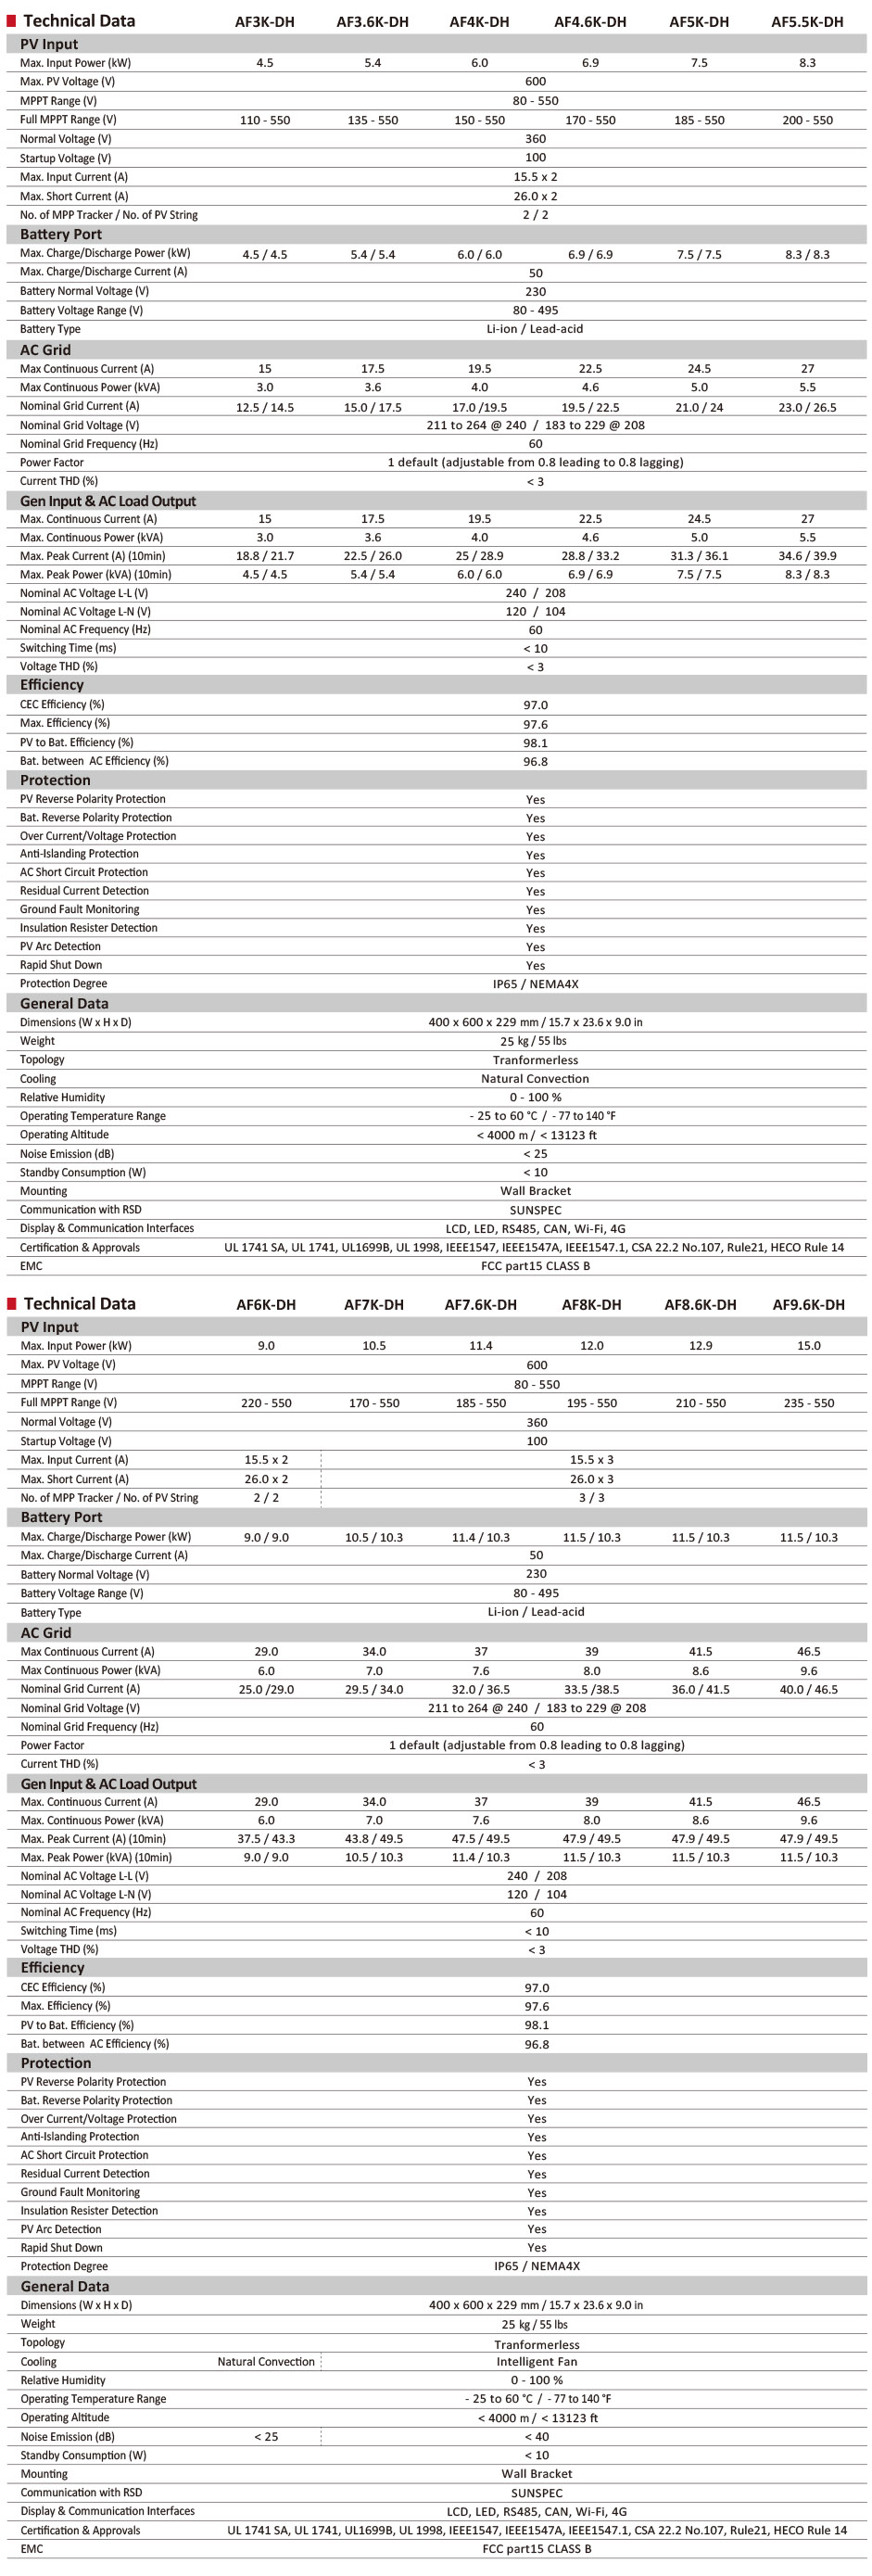 Technical Data AF3K-DH AF3.6K-DH AF4K-DH AF4.6K-DH AF5K-DH AF5.5K-DH
PV Input
Max. Input Power (kW) 4.5 5.4 6.0 6.9 7.5 8.3
Max. PV Voltage (V) 600
MPPT Range (V) 80 - 550
Full MPPT Range (V) 110 - 550 135 - 550 150 - 550 170 - 550 185 - 550 200 - 550
Normal Voltage (V) 360
Startup Voltage (V) 100
Max. Input Current (A) 15.5 x 2
Max. Short Current (A) 26.0 x 2
No. of MPP Tracker / No. of PV String 2 / 2
Battery Port
Max. Charge/Discharge Power (kW) 4.5 / 4.5 5.4 / 5.4 6.0 / 6.0 6.9 / 6.9 7.5 / 7.5 8.3 / 8.3
Max. Charge/Discharge Current (A) 50
Battery Normal Voltage (V) 230
Battery Voltage Range (V) 80 - 495
Battery Type Li-ion / Lead-acid
AC Grid
Max Continuous Current (A) 15 17.5 19.5 22.5 24.5 27
Max Continuous Power (kVA) 3.0 3.6 4.0 4.6 5.0 5.5
Nominal Grid Current (A) 12.5 / 14.5 15.0 / 17.5 17.0 /19.5 19.5 / 22.5 21.0 / 24 23.0 / 26.5
Nominal Grid Voltage (V) 211 to 264 @ 240 / 183 to 229 @ 208
Nominal Grid Frequency (Hz) 60
Power Factor 1 default (adjustable from 0.8 leading to 0.8 lagging)
Current THD (%) < 3
Gen Input & AC Load Output
Max. Continuous Current (A) 15 17.5 19.5 22.5 24.5 27
Max. Continuous Power (kVA) 3.0 3.6 4.0 4.6 5.0 5.5
Max. Peak Current (A) (10min) 18.8 / 21.7 22.5 / 26.0 25 / 28.9 28.8 / 33.2 31.3 / 36.1 34.6 / 39.9
Max. Peak Power (kVA) (10min) 4.5 / 4.5 5.4 / 5.4 6.0 / 6.0 6.9 / 6.9 7.5 / 7.5 8.3 / 8.3
Nominal AC Voltage L-L (V) 240 / 208
Nominal AC Voltage L-N (V) 120 / 104
Nominal AC Frequency (Hz) 60
Switching Time (ms) < 10
Voltage THD (%) < 3
Efficiency
CEC Efficiency (%) 97.0
Max. Efficiency (%) 97.6
PV to Bat. Efficiency (%) 98.1
Bat. between AC Efficiency (%) 96.8
Protection
PV Reverse Polarity Protection Yes
Bat. Reverse Polarity Protection Yes
Over Current/Voltage Protection Yes
Anti-Islanding Protection Yes
AC Short Circuit Protection Yes
Residual Current Detection Yes
Ground Fault Monitoring Yes
Insulation Resister Detection Yes
PV Arc Detection Yes
Rapid Shut Down Yes
Protection Degree IP65 / NEMA4X
General Data
Dimensions (W x H x D) 400 x 600 x 229 mm / 15.7 x 23.6 x 9.0 in
Weight 25 kg / 55 lbs
Topology Tranformerless
Cooling Natural Convection
Relative Humidity 0 - 100 %
Operating Temperature Range - 25 to 60 °C / - 77 to 140 °F
Operating Altitude < 4000 m / < 13123 ft
Noise Emission (dB) < 25
Standby Consumption (W) < 10
Mounting Wall Bracket
Communication with RSD SUNSPEC
Display & Communication Interfaces LCD, LED, RS485, CAN, Wi-Fi, 4G
Certification & Approvals UL 1741 SA, UL 1741, UL1699B, UL 1998, IEEE1547, IEEE1547A, IEEE1547.1, CSA 22.2 No.107, Rule21, HECO Rule 14
EMC FCC part15 CLASS B
Technical Data AF6K-DH AF7K-DH AF7.6K-DH AF8K-DH AF8.6K-DH AF9.6K-DH
PV Input
Max. Input Power (kW) 9.0 10.5 11.4 12.0 12.9 15.0
Max. PV Voltage (V) 600
MPPT Range (V) 80 - 550
Full MPPT Range (V) 220 - 550 170 - 550 185 - 550 195 - 550 210 - 550 235 - 550
Normal Voltage (V) 360
Startup Voltage (V) 100
Max. Input Current (A) 15.5 x 2 15.5 x 3
Max. Short Current (A) 26.0 x 2 26.0 x 3
No. of MPP Tracker / No. of PV String 2 / 2 3 / 3
Battery Port
Max. Charge/Discharge Power (kW) 9.0 / 9.0 10.5 / 10.3 11.4 / 10.3 11.5 / 10.3 11.5 / 10.3 11.5 / 10.3
Max. Charge/Discharge Current (A) 50
Battery Normal Voltage (V) 230
Battery Voltage Range (V) 80 - 495
Battery Type Li-ion / Lead-acid
AC Grid
Max Continuous Current (A) 29.0 34.0 37 39 41.5 46.5
Max Continuous Power (kVA) 6.0 7.0 7.6 8.0 8.6 9.6
Nominal Grid Current (A) 25.0 /29.0 29.5 / 34.0 32.0 / 36.5 33.5 /38.5 36.0 / 41.5 40.0 / 46.5
Nominal Grid Voltage (V) 211 to 264 @ 240 / 183 to 229 @ 208
Nominal Grid Frequency (Hz) 60
Power Factor 1 default (adjustable from 0.8 leading to 0.8 lagging)
Current THD (%) < 3
Gen Input & AC Load Output
Max. Continuous Current (A) 29.0 34.0 37 39 41.5 46.5
Max. Continuous Power (kVA) 6.0 7.0 7.6 8.0 8.6 9.6
Max. Peak Current (A) (10min) 37.5 / 43.3 43.8 / 49.5 47.5 / 49.5 47.9 / 49.5 47.9 / 49.5 47.9 / 49.5
Max. Peak Power (kVA) (10min) 9.0 / 9.0 10.5 / 10.3 11.4 / 10.3 11.5 / 10.3 11.5 / 10.3 11.5 / 10.3
Nominal AC Voltage L-L (V) 240 / 208
Nominal AC Voltage L-N (V) 120 / 104
Nominal AC Frequency (Hz) 60
Switching Time (ms) < 10
Voltage THD (%) < 3
Efficiency
CEC Efficiency (%) 97.0
Max. Efficiency (%) 97.6
PV to Bat. Efficiency (%) 98.1
Bat. between AC Efficiency (%) 96.8
Protection
PV Reverse Polarity Protection Yes
Bat. Reverse Polarity Protection Yes
Over Current/Voltage Protection Yes
Anti-Islanding Protection Yes
AC Short Circuit Protection Yes
Residual Current Detection Yes
Ground Fault Monitoring Yes
Insulation Resister Detection Yes
PV Arc Detection Yes
Rapid Shut Down Yes
Protection Degree IP65 / NEMA4X
General Data
Dimensions (W x H x D) 400 x 600 x 229 mm / 15.7 x 23.6 x 9.0 in
Weight 25 kg / 55 lbs
Topology Tranformerless
Cooling Natural Convection Intelligent Fan
Relative Humidity 0 - 100 %
Operating Temperature Range - 25 to 60 °C / - 77 to 140 °F
Operating Altitude < 4000 m / < 13123 ft
Noise Emission (dB) < 25 < 40
Standby Consumption (W) < 10
Mounting Wall Bracket
Communication with RSD SUNSPEC
Display & Communication Interfaces LCD, LED, RS485, CAN, Wi-Fi, 4G
Certification & Approvals UL 1741 SA, UL 1741, UL1699B, UL 1998, IEEE1547, IEEE1547A, IEEE1547.1, CSA 22.2 No.107, Rule21, HECO Rule 14
EMC FCC part15 CLASS B